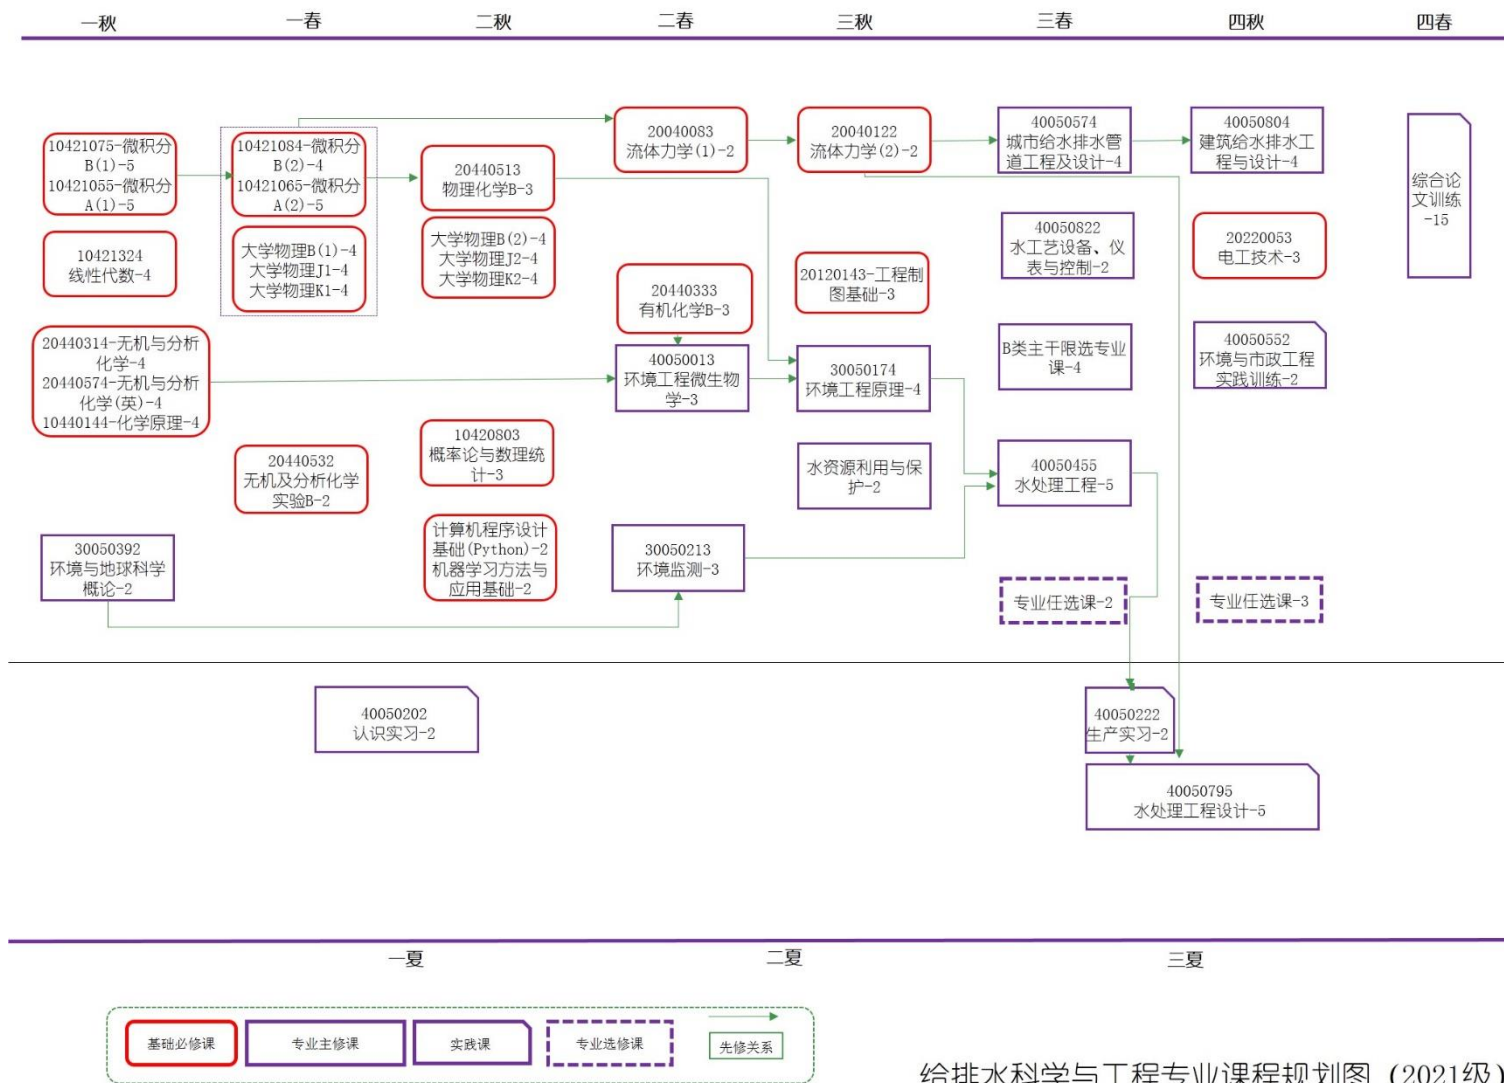 一秋
一春
二秋
二春
三秋
三春
四秋
四春
10421075-微积分
B(1)-5
10421055-微积分
A(1)-5
10421324
线性代数-4
20440314-无机与分析
化学-4
20440574-无机与分析
化学(英)-4
10440144-化学原理-4
30050392
环境与地球科学
概论-2
10421084-微积分
B(2)-4
10421065-微积分
A(2)-5
大学物理B(1)-4
大学物理J1-4
大学物理K1-4
20440532
无机及分析化学
实验B-2
20440513
物理化学B-3
大学物理B(2)-4
大学物理J2-4
大学物理K2-4
10420803
概率论与数理统
计-3
计算机程序设计
基础(Python)-2
机器学习方法与
应用基础-2
20040083
流体力学(1)-2
20440333
有机化学B-3
40050013
环境工程微生物
学-3
30050213
环境监测-3
20040122
流体力学(2)-2
20120143-工程制
图基础-3
30050174
环境工程原理-4
水资源利用与保
护-2
40050574
城市给水排水管
道工程及设计-4
40050822
水工艺设备、仪
表与控制-2
B类主干限选专业
课-4
40050455
水处理工程-5
专业任选课-2
40050804
建筑给水排水工
程与设计-4
20220053
电工技术-3
40050552
环境与市政工程
实践训练-2
专业任选课-3
综合论
文训练
-15
40050202
认识实习-2
40050222
生产实习-2
40050795
水处理工程设计-5
一夏
二夏
三夏
基础必修课
专业主修课
实践课
专业选修课
先修关系
给排水科学与工程专业课程规划图（2021级）